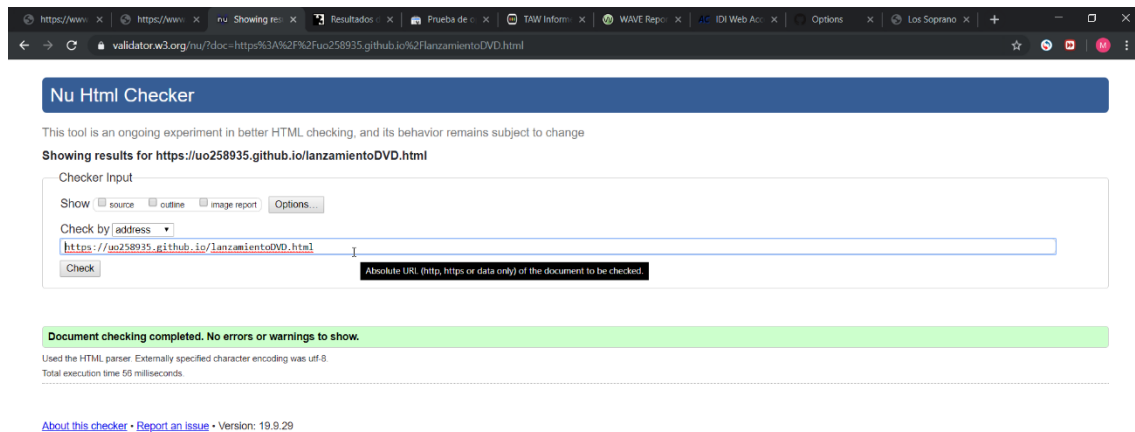 https://www
https://www
Showing res
Resultados d
Prueba de c
TAW Inform
WAVE Repor
IDI Web Acc
Options
Los Soprano
validator.w3.org/nu/?doc=https%3A%2F%2Fuo258935.github.io%2FlanzamientoDVD.html
Nu Html Checker
This tool is an ongoing experiment in better HTML checking, and its behavior remains subject to change
Showing results for https://uo258935.github.io/lanzamientoDVD.html
Checker Input
Show source outline image report Options...
Check by address
https://uo258935.github.io/lanzamientoDVD.html
Check
Absolute URL (http, https or data only) of the document to be checked.
Document checking completed. No errors or warnings to show.
Used the HTML parser. Externally specified character encoding was utf-8.
Total execution time 56 milliseconds.
About this checker • Report an issue • Version: 19.9.29